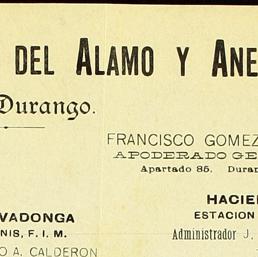 DEL ALAMO Y ANE
Durango.
FRANCISCO GOMEZ
APODERADO GE
Apartado 85. Duran
HACIE
VADONGA
ESTACION
NIS, F. I. M.
Administrador J.
O A. CALDERON